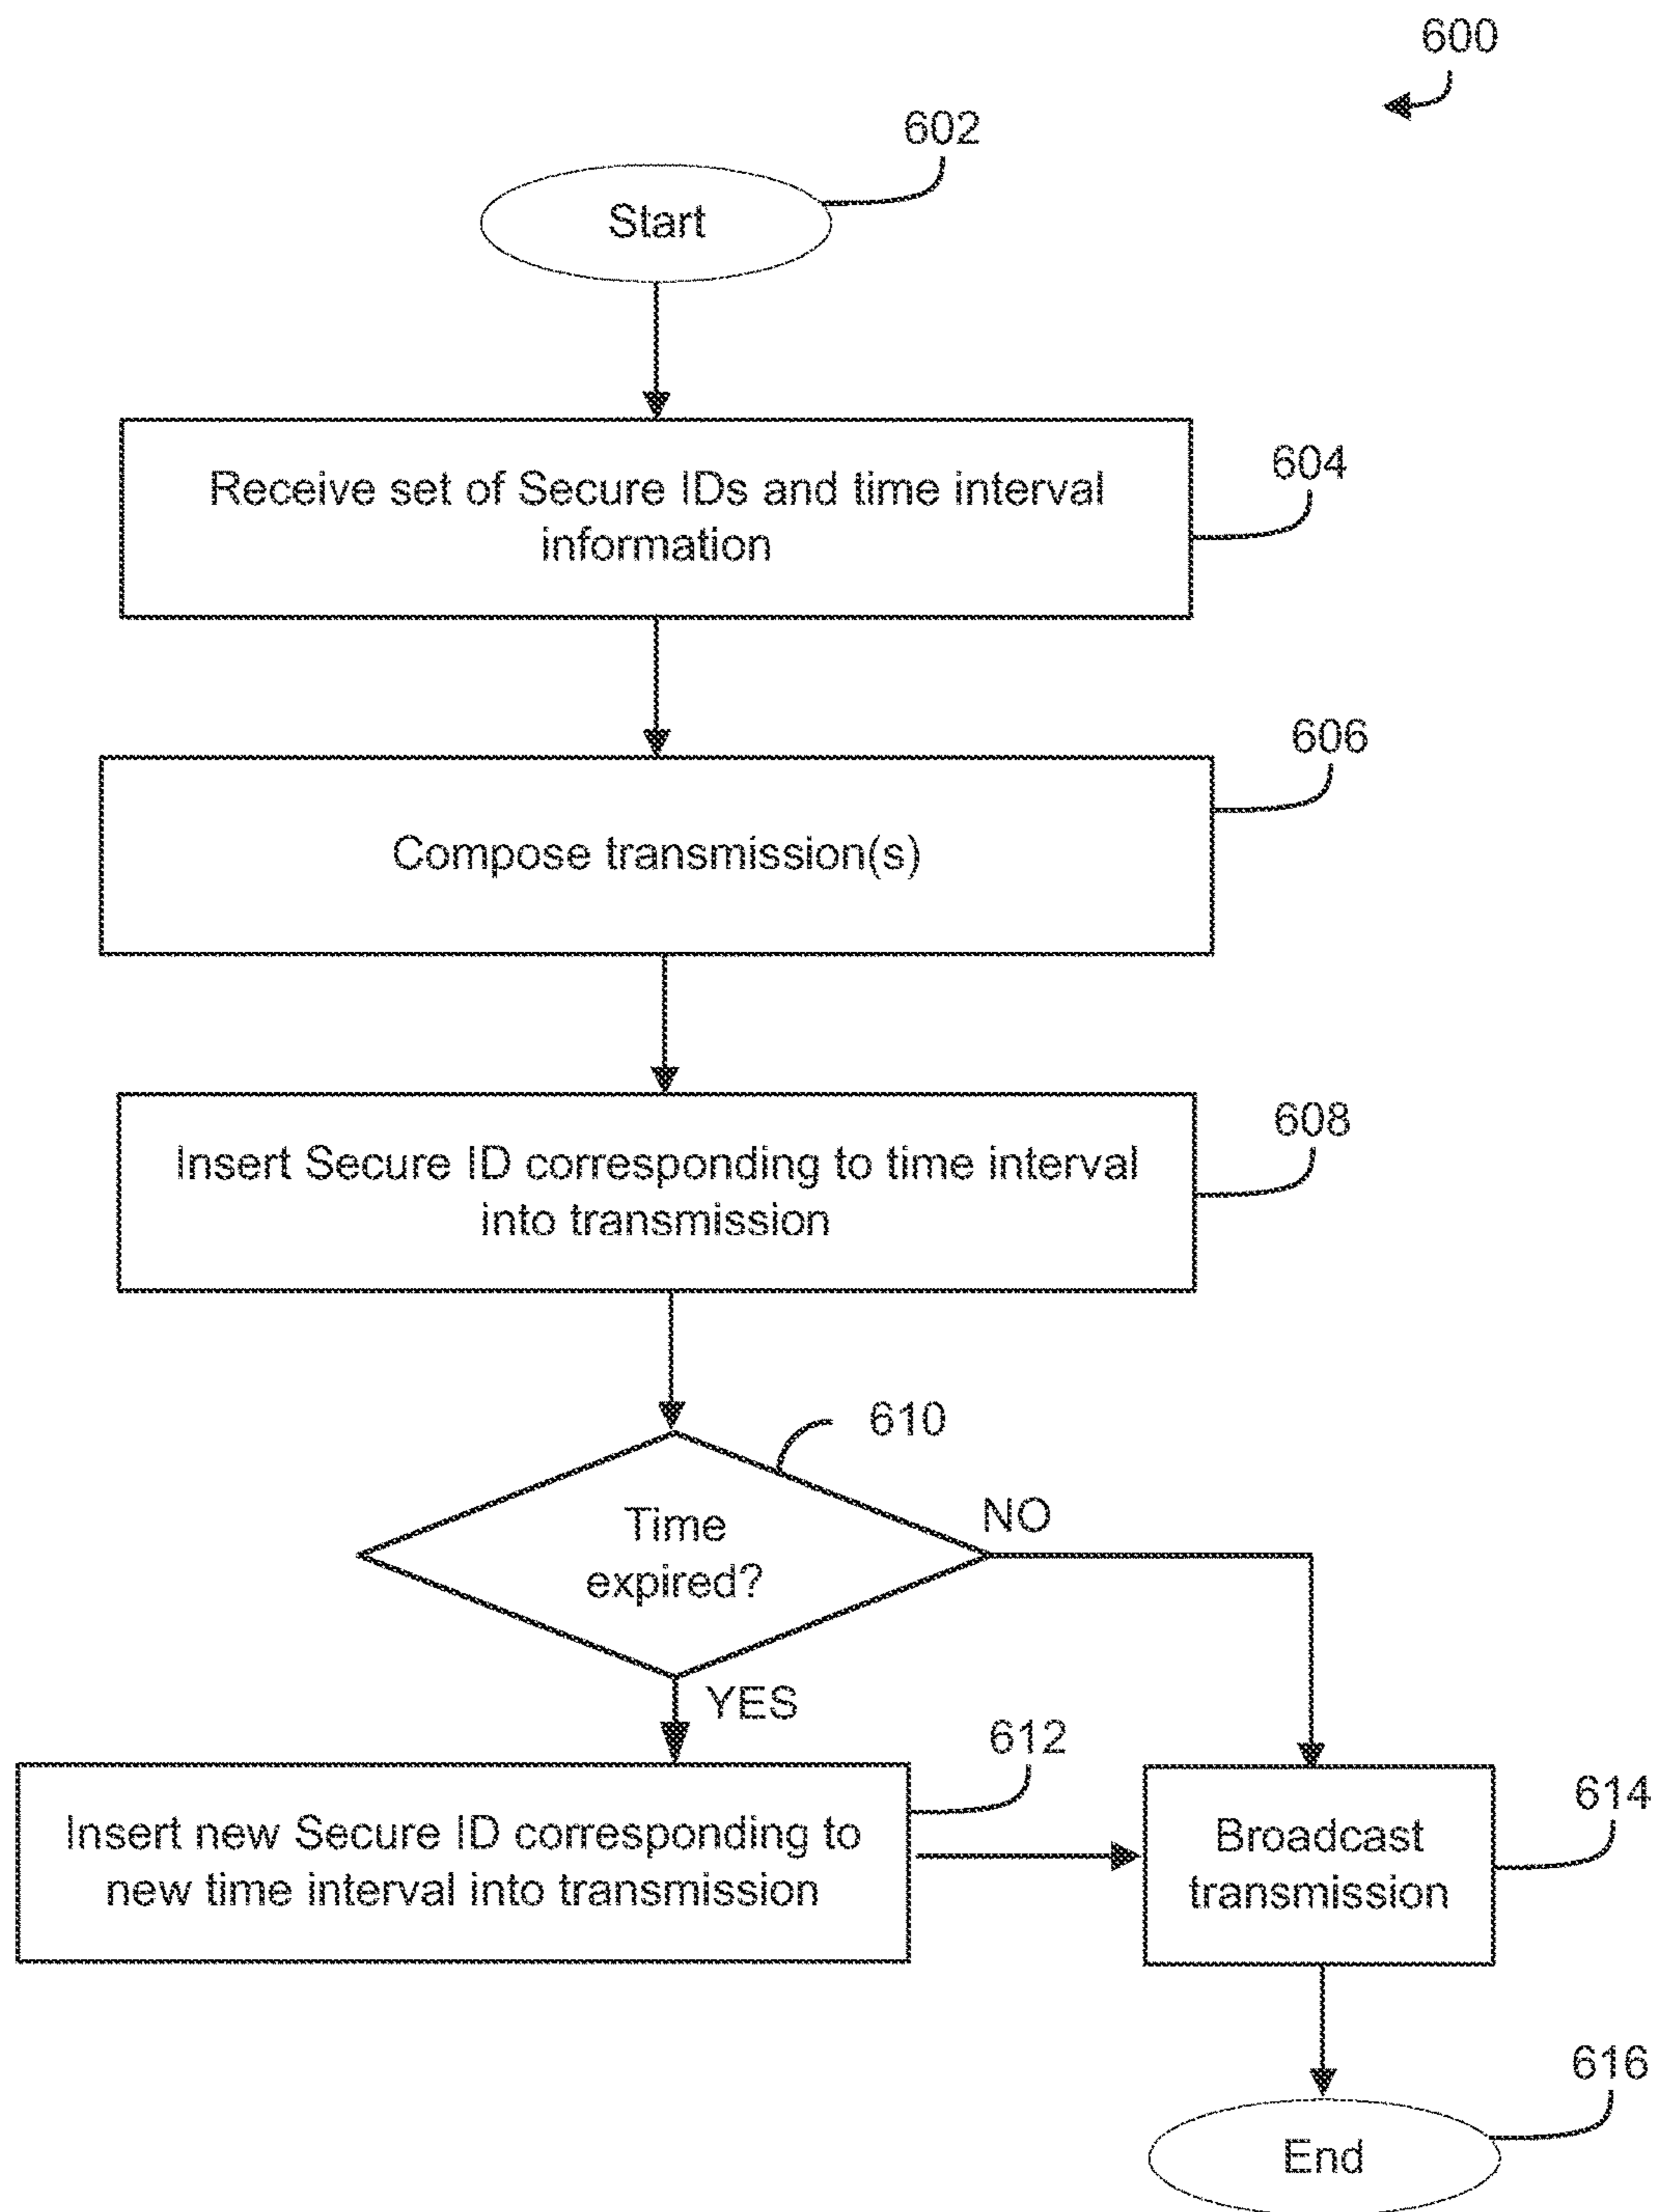 600
602
Start
Receive set of Secure IDs and time interval
information
604
606
Compose transmission(s)
608
Insert Secure ID corresponding to time interval
into transmission
610
Time
expired?
NO
YES
612
Insert new Secure ID corresponding to
new time interval into transmission
614
Broadcast
transmission
616
End